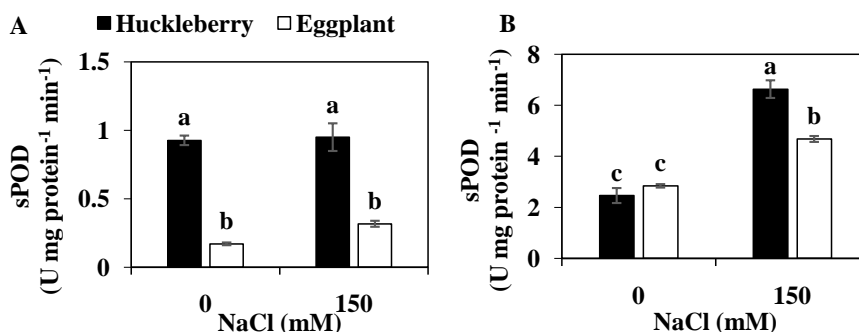 A ■ Huckleberry □ Eggplant
sPOD
(U mg protein⁻¹ min⁻¹)
1.5
1
0.5
0
a
b
a
b
0 150
NaCl (mM)
B
sPOD
(U mg protein ⁻¹ min⁻¹)
8
6
4
2
0
c
c
a
b
0 150
NaCl (mM)